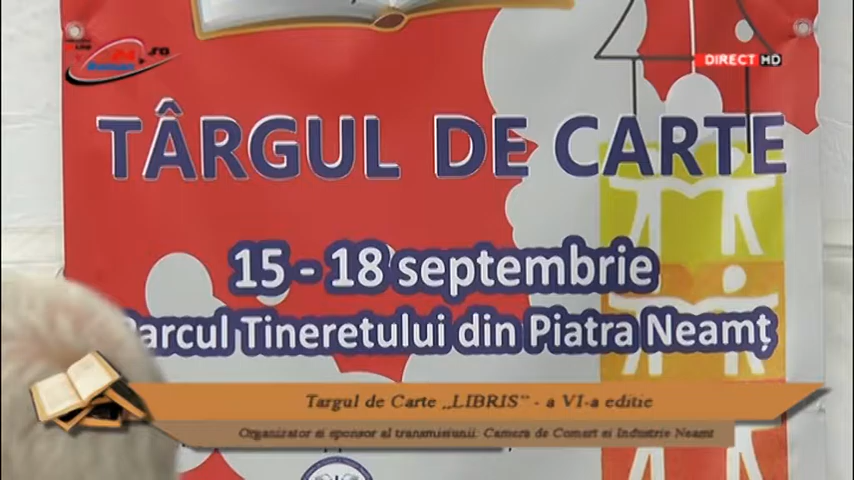 DIRECT HD
TÂRGUL DE CARTE
15 - 18 septembrie
Parcul Tineretului din Piatra Neamț
Targul de Carte „LIBRIS” - a VI-a editie
Organizator si sponsor al transmisiunii: Camera de Comert si Industrie Neamt